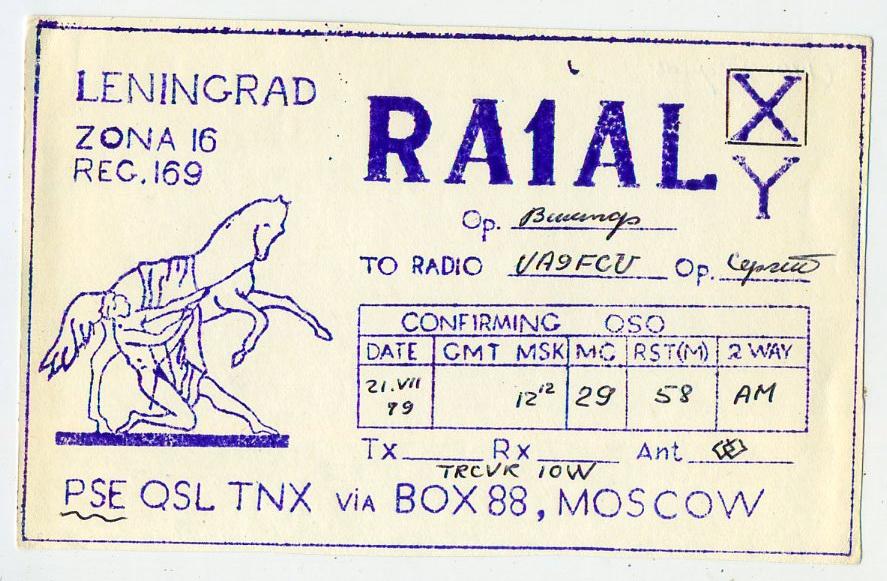 LENINGRAD
ZONA 16
REG. 169
RA1AL X
Y
Op. Виктор
TO RADIO UA9FCU Op. Сергей
CONFIRMING QSO
DATE GMT MSK MC RST(M) 2 WAY
21.VII
79 12¹² 29 58 AM
Tx Rx Ant
TRCVR 10W
PSE QSL TNX via BOX 88, MOSCOW